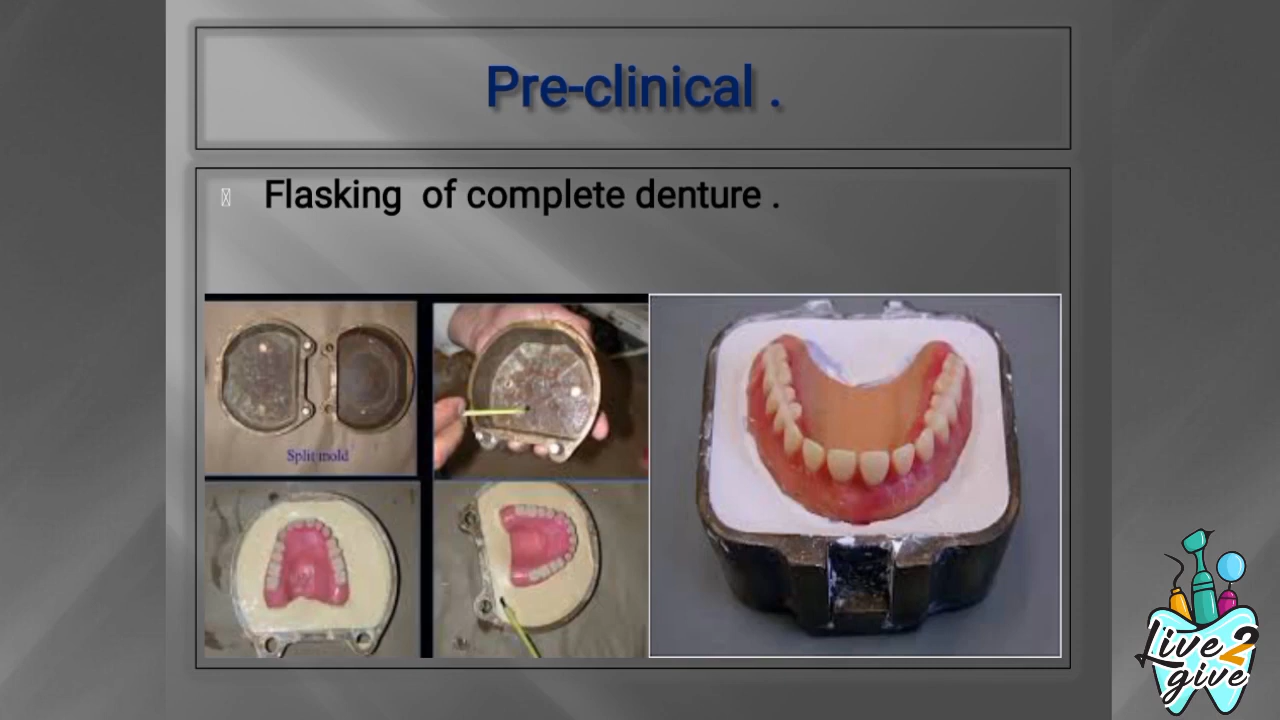 Pre-clinical .
Flasking of complete denture .
Split mold
Live 2
give